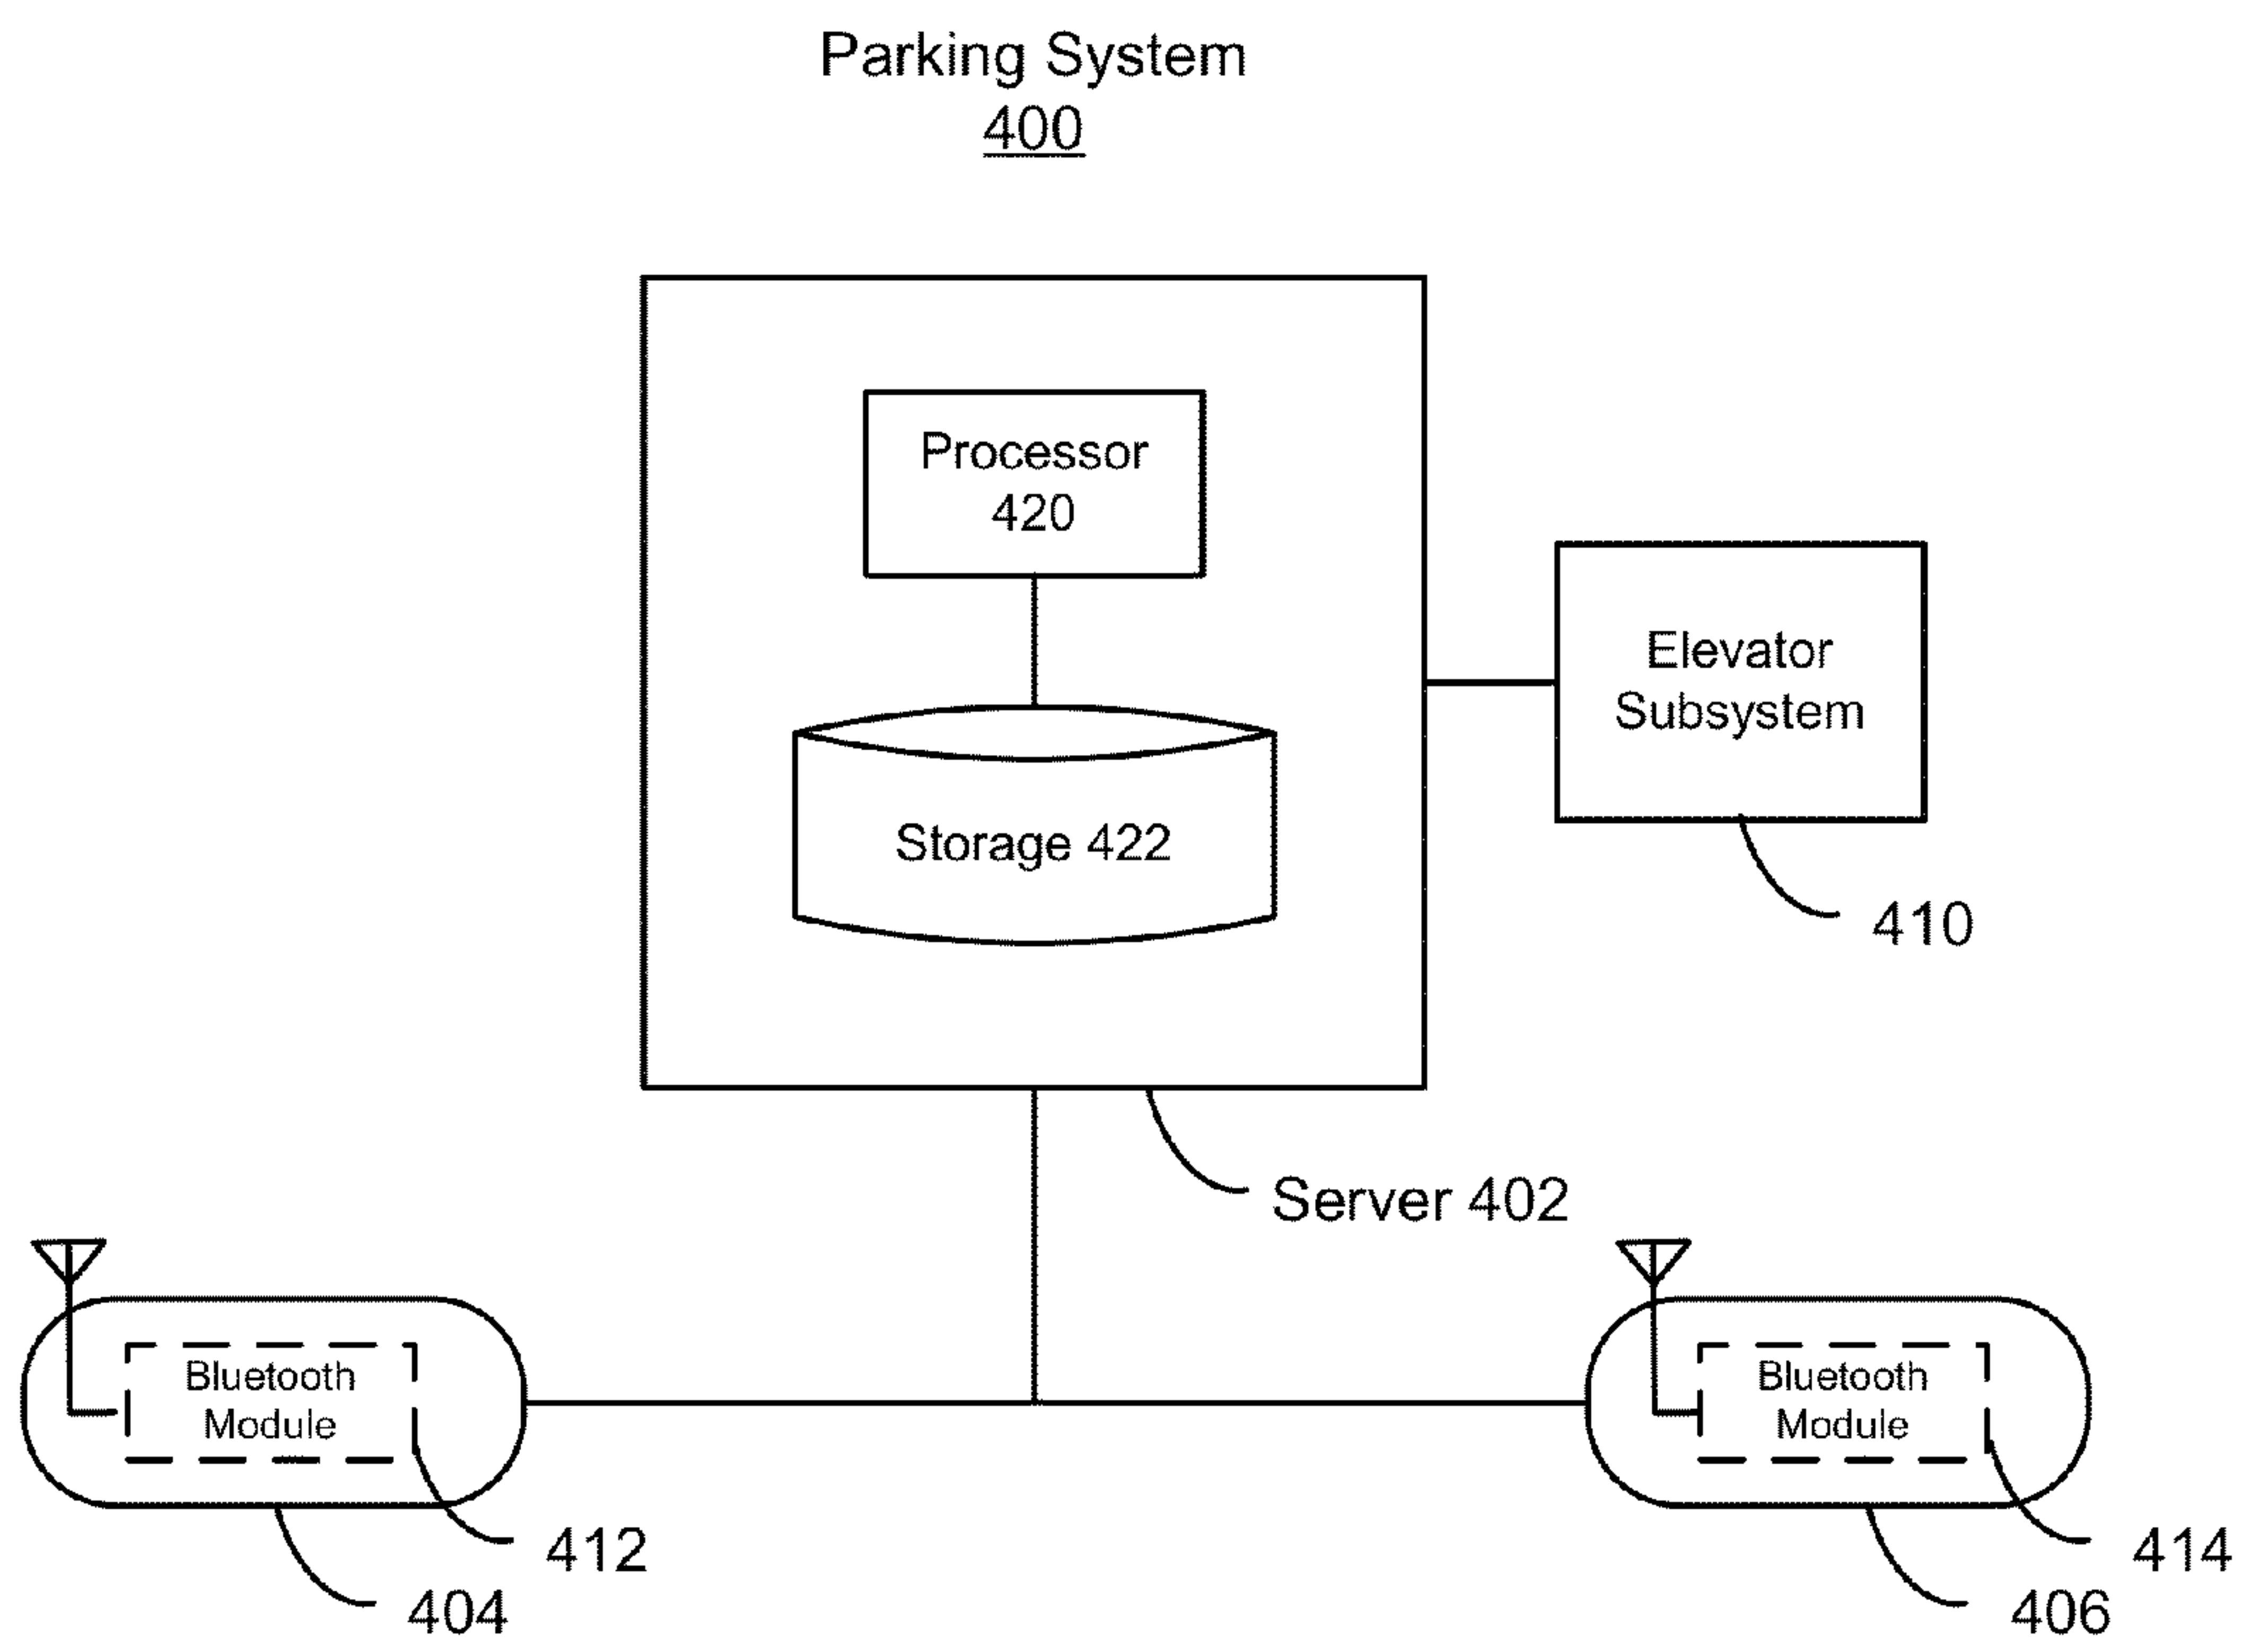 Parking System
400
Processor
420
Storage 422
Elevator
Subsystem
410
Server 402
Bluetooth
Module
412
404
Bluetooth
Module
414
406